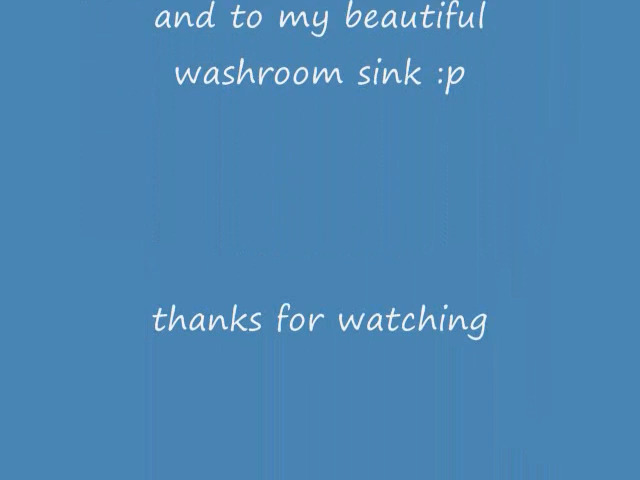 and to my beautiful
washroom sink :p
thanks for watching